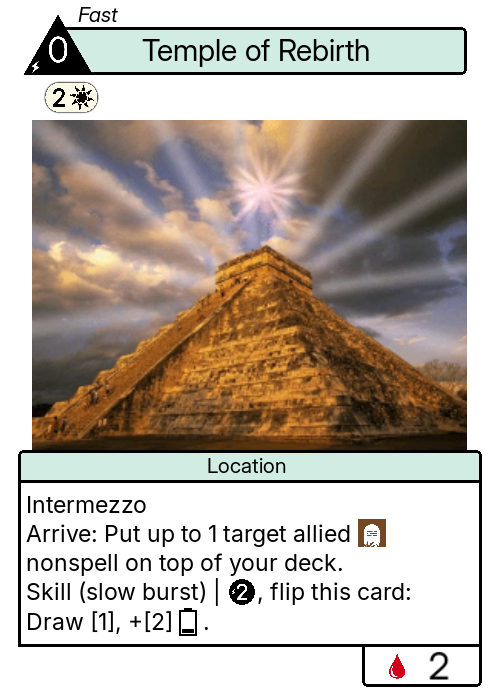 Fast
0
Temple of Rebirth
2
Location
Intermezzo
Arrive: Put up to 1 target allied
nonspell on top of your deck.
Skill (slow burst) | 2, flip this card:
Draw [1], +[2] .
2